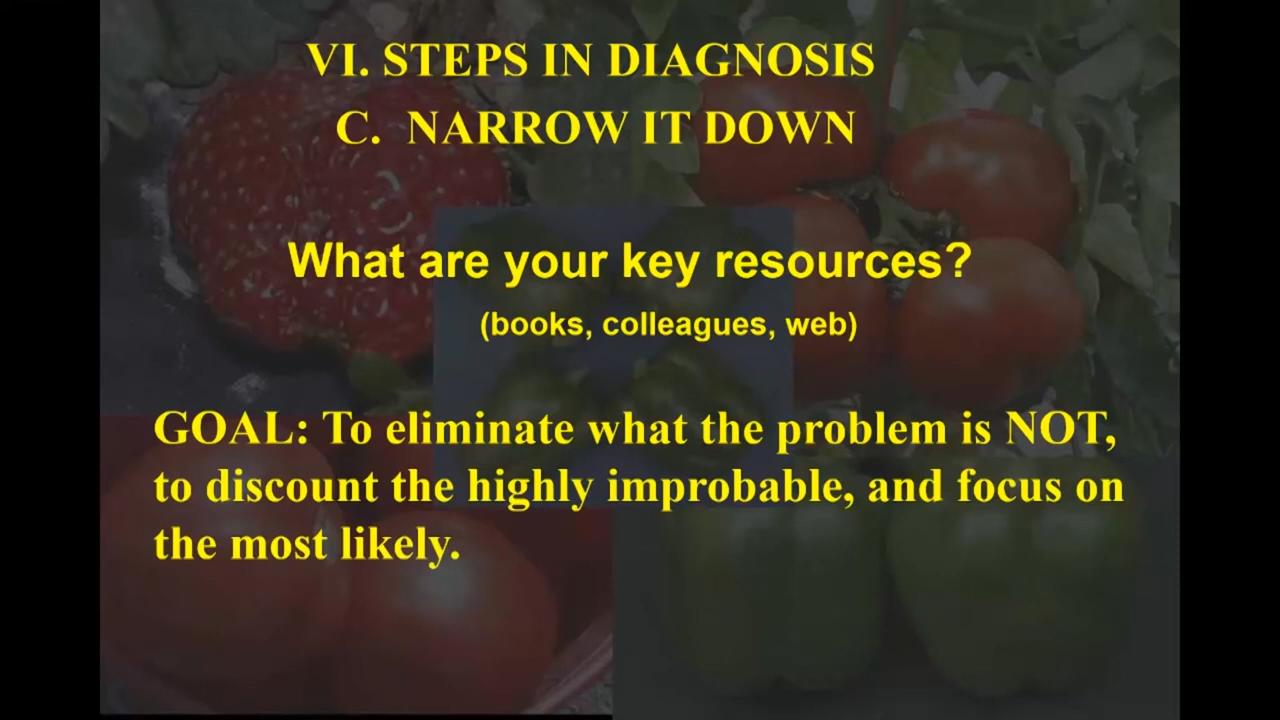 VI. STEPS IN DIAGNOSIS
C. NARROW IT DOWN
What are your key resources?
(books, colleagues, web)
GOAL: To eliminate what the problem is NOT,
to discount the highly improbable, and focus on
the most likely.